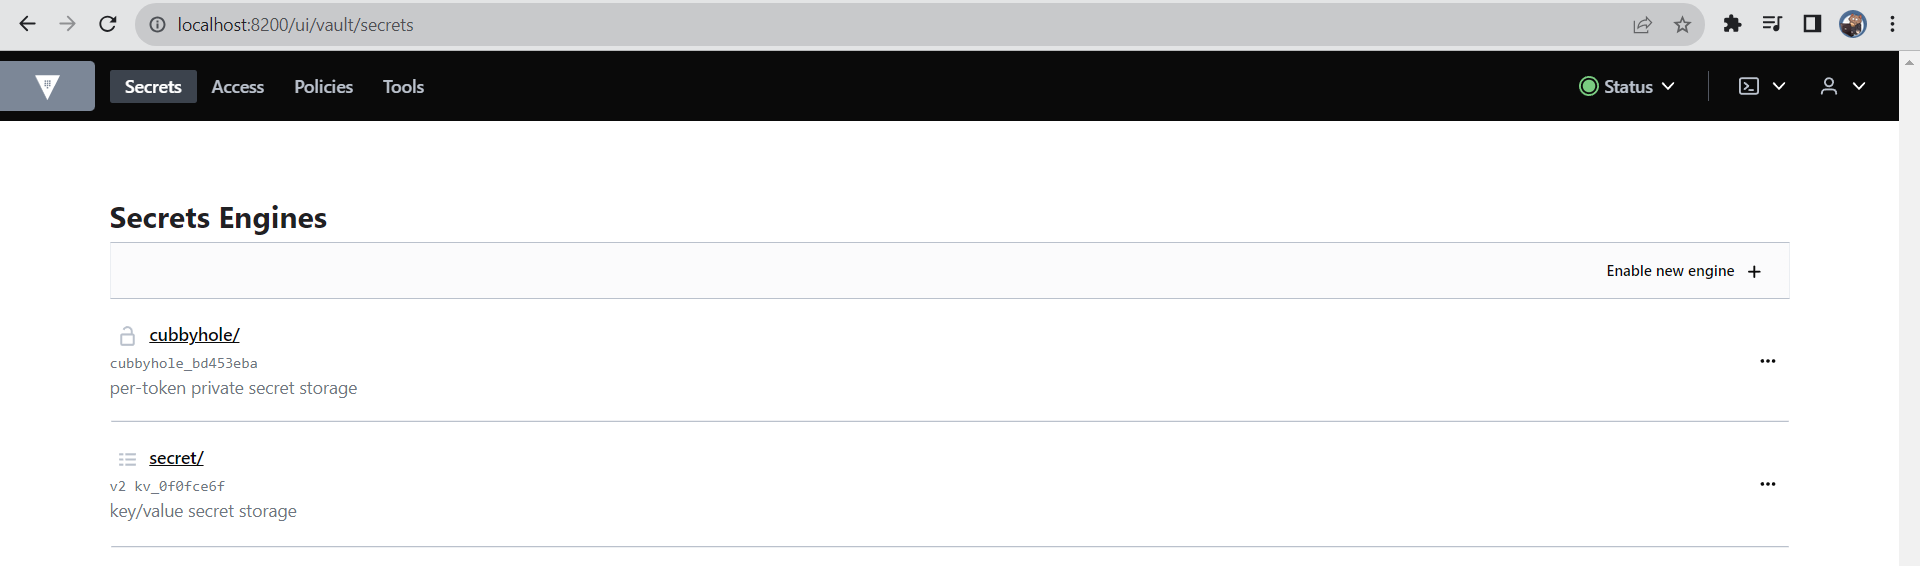 localhost:8200/ui/vault/secrets
Secrets Access Policies Tools Status
Secrets Engines
Enable new engine +
cubbyhole/
cubbyhole_bd453eba
per-token private secret storage
secret/
v2 kv_0f0fce6f
key/value secret storage